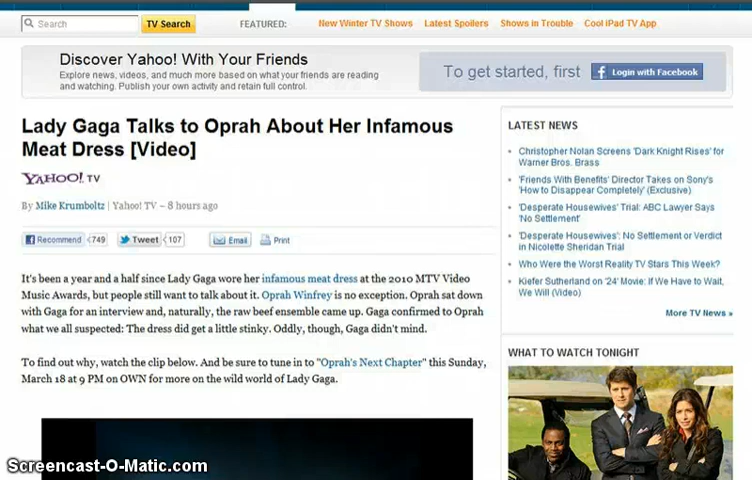 Search
TV Search
FEATURED:
New Winter TV Shows
Latest Spoilers
Shows in Trouble
Cool iPad TV App
Discover Yahoo! With Your Friends
Explore news, videos, and much more based on what your friends are reading
and watching. Publish your own activity and retain full control.
To get started, first
f Login with Facebook
Lady Gaga Talks to Oprah About Her Infamous
Meat Dress [Video]
YAHOO! TV
By Mike Krumboltz | Yahoo! TV – 8 hours ago
f Recommend 749
Tweet 107
Email
Print
It's been a year and a half since Lady Gaga wore her infamous meat dress at the 2010 MTV Video
Music Awards, but people still want to talk about it. Oprah Winfrey is no exception. Oprah sat down
with Gaga for an interview and, naturally, the raw beef ensemble came up. Gaga confirmed to Oprah
what we all suspected: The dress did get a little stinky. Oddly, though, Gaga didn't mind.
To find out why, watch the clip below. And be sure to tune in to "Oprah's Next Chapter" this Sunday,
March 18 at 9 PM on OWN for more on the wild world of Lady Gaga.
LATEST NEWS
Christopher Nolan Screens 'Dark Knight Rises' for
Warner Bros. Brass
'Friends With Benefits' Director Takes on Sony's
'How to Disappear Completely' (Exclusive)
'Desperate Housewives' Trial: ABC Lawyer Says
'No Settlement'
'Desperate Housewives': No Settlement or Verdict
in Nicolette Sheridan Trial
Who Were the Worst Reality TV Stars This Week?
Kiefer Sutherland on '24' Movie: If We Have to Wait,
We Will (Video)
More TV News »
WHAT TO WATCH TONIGHT
Screencast-O-Matic.com